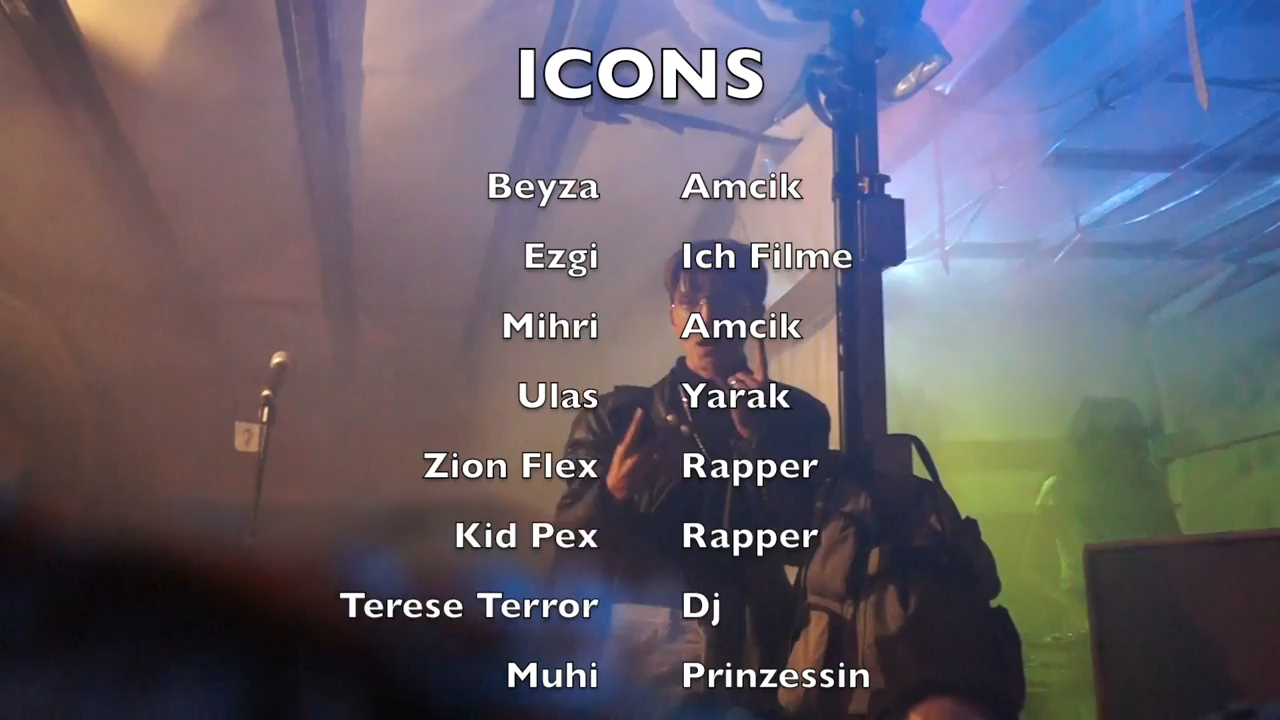 ICONS
Beyza Amcik
Ezgi Ich Filme
Mihri Amcik
Ulas Yarak
Zion Flex Rapper
Kid Pex Rapper
Terese Terror Dj
Muhi Prinzessin